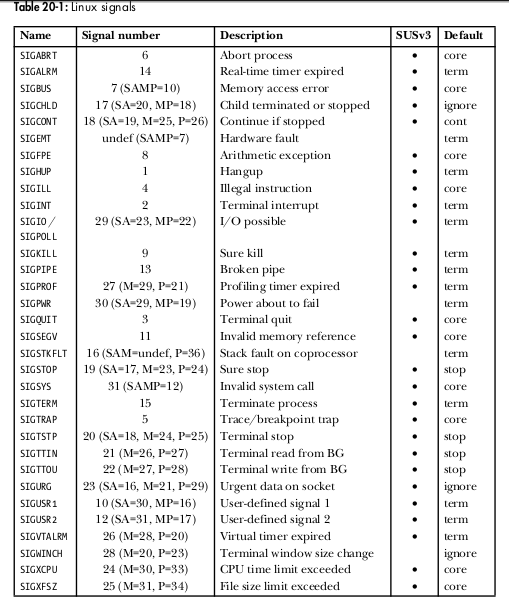 Table 20-1: Linux signals
Name Signal number Description SUSv3 Default
SIGABRT 6 Abort process • core
SIGALRM 14 Real-time timer expired • term
SIGBUS 7 (SAMP=10) Memory access error • core
SIGCHLD 17 (SA=20, MP=18) Child terminated or stopped • ignore
SIGCONT 18 (SA=19, M=25, P=26) Continue if stopped • cont
SIGEMT undef (SAMP=7) Hardware fault term
SIGFPE 8 Arithmetic exception • core
SIGHUP 1 Hangup • term
SIGILL 4 Illegal instruction • core
SIGINT 2 Terminal interrupt • term
SIGIO / 29 (SA=23, MP=22) I/O possible • term
SIGPOLL
SIGKILL 9 Sure kill • term
SIGPIPE 13 Broken pipe • term
SIGPROF 27 (M=29, P=21) Profiling timer expired • term
SIGPWR 30 (SA=29, MP=19) Power about to fail term
SIGQUIT 3 Terminal quit • core
SIGSEGV 11 Invalid memory reference • core
SIGSTKFLT 16 (SAM=undef, P=36) Stack fault on coprocessor term
SIGSTOP 19 (SA=17, M=23, P=24) Sure stop • stop
SIGSYS 31 (SAMP=12) Invalid system call • core
SIGTERM 15 Terminate process • term
SIGTRAP 5 Trace/breakpoint trap • core
SIGTSTP 20 (SA=18, M=24, P=25) Terminal stop • stop
SIGTTIN 21 (M=26, P=27) Terminal read from BG • stop
SIGTTOU 22 (M=27, P=28) Terminal write from BG • stop
SIGURG 23 (SA=16, M=21, P=29) Urgent data on socket • ignore
SIGUSR1 10 (SA=30, MP=16) User-defined signal 1 • term
SIGUSR2 12 (SA=31, MP=17) User-defined signal 2 • term
SIGVTALRM 26 (M=28, P=20) Virtual timer expired • term
SIGWINCH 28 (M=20, P=23) Terminal window size change ignore
SIGXCPU 24 (M=30, P=33) CPU time limit exceeded • core
SIGXFSZ 25 (M=31, P=34) File size limit exceeded • core